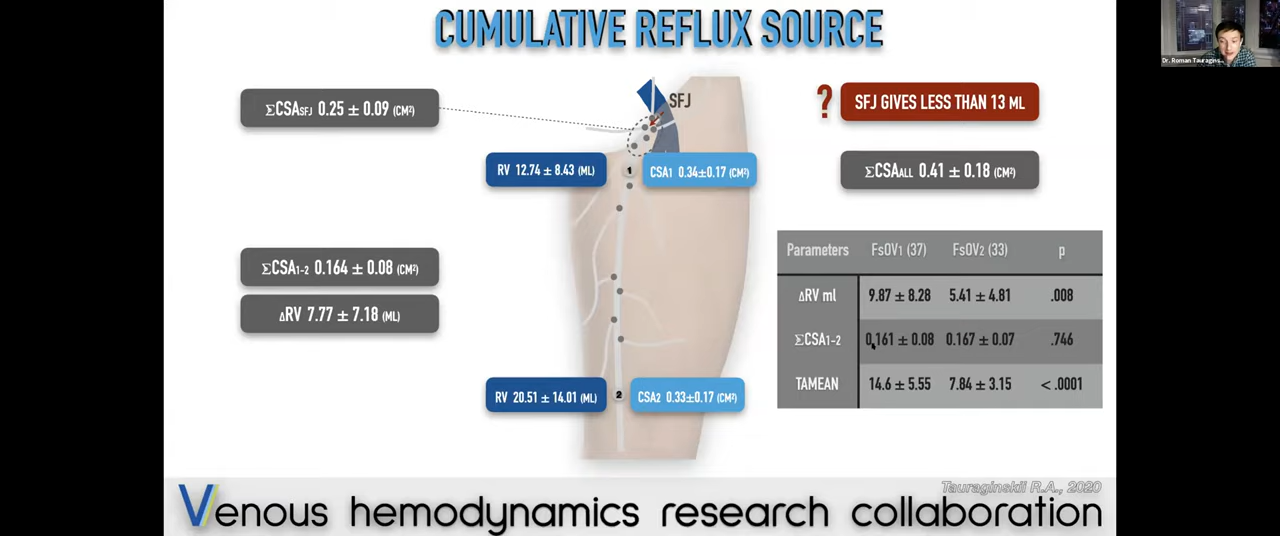 CUMULATIVE REFLUX SOURCE
Dr. Roman Tauragins
ΣCSASFJ 0.25 ± 0.09 (CM²)
SFJ
? SFJ GIVES LESS THAN 13 ML
RV 12.74 ± 8.43 (ML)
1
CSA1 0.34±0.17 (CM²)
ΣCSAALL 0.41 ± 0.18 (CM²)
ΣCSA1-2 0.164 ± 0.08 (CM²)
ΔRV 7.77 ± 7.18 (ML)
RV 20.51 ± 14.01 (ML)
2
CSA2 0.33±0.17 (CM²)
Parameters FsOV1 (37) FsOV2 (33) p
ΔRV ml 9.87 ± 8.28 5.41 ± 4.81 .008
ΣCSA1-2 0.161 ± 0.08 0.167 ± 0.07 .746
TAMEAN 14.6 ± 5.55 7.84 ± 3.15 < .0001
Tauraginskii R.A., 2020
Venous hemodynamics research collaboration